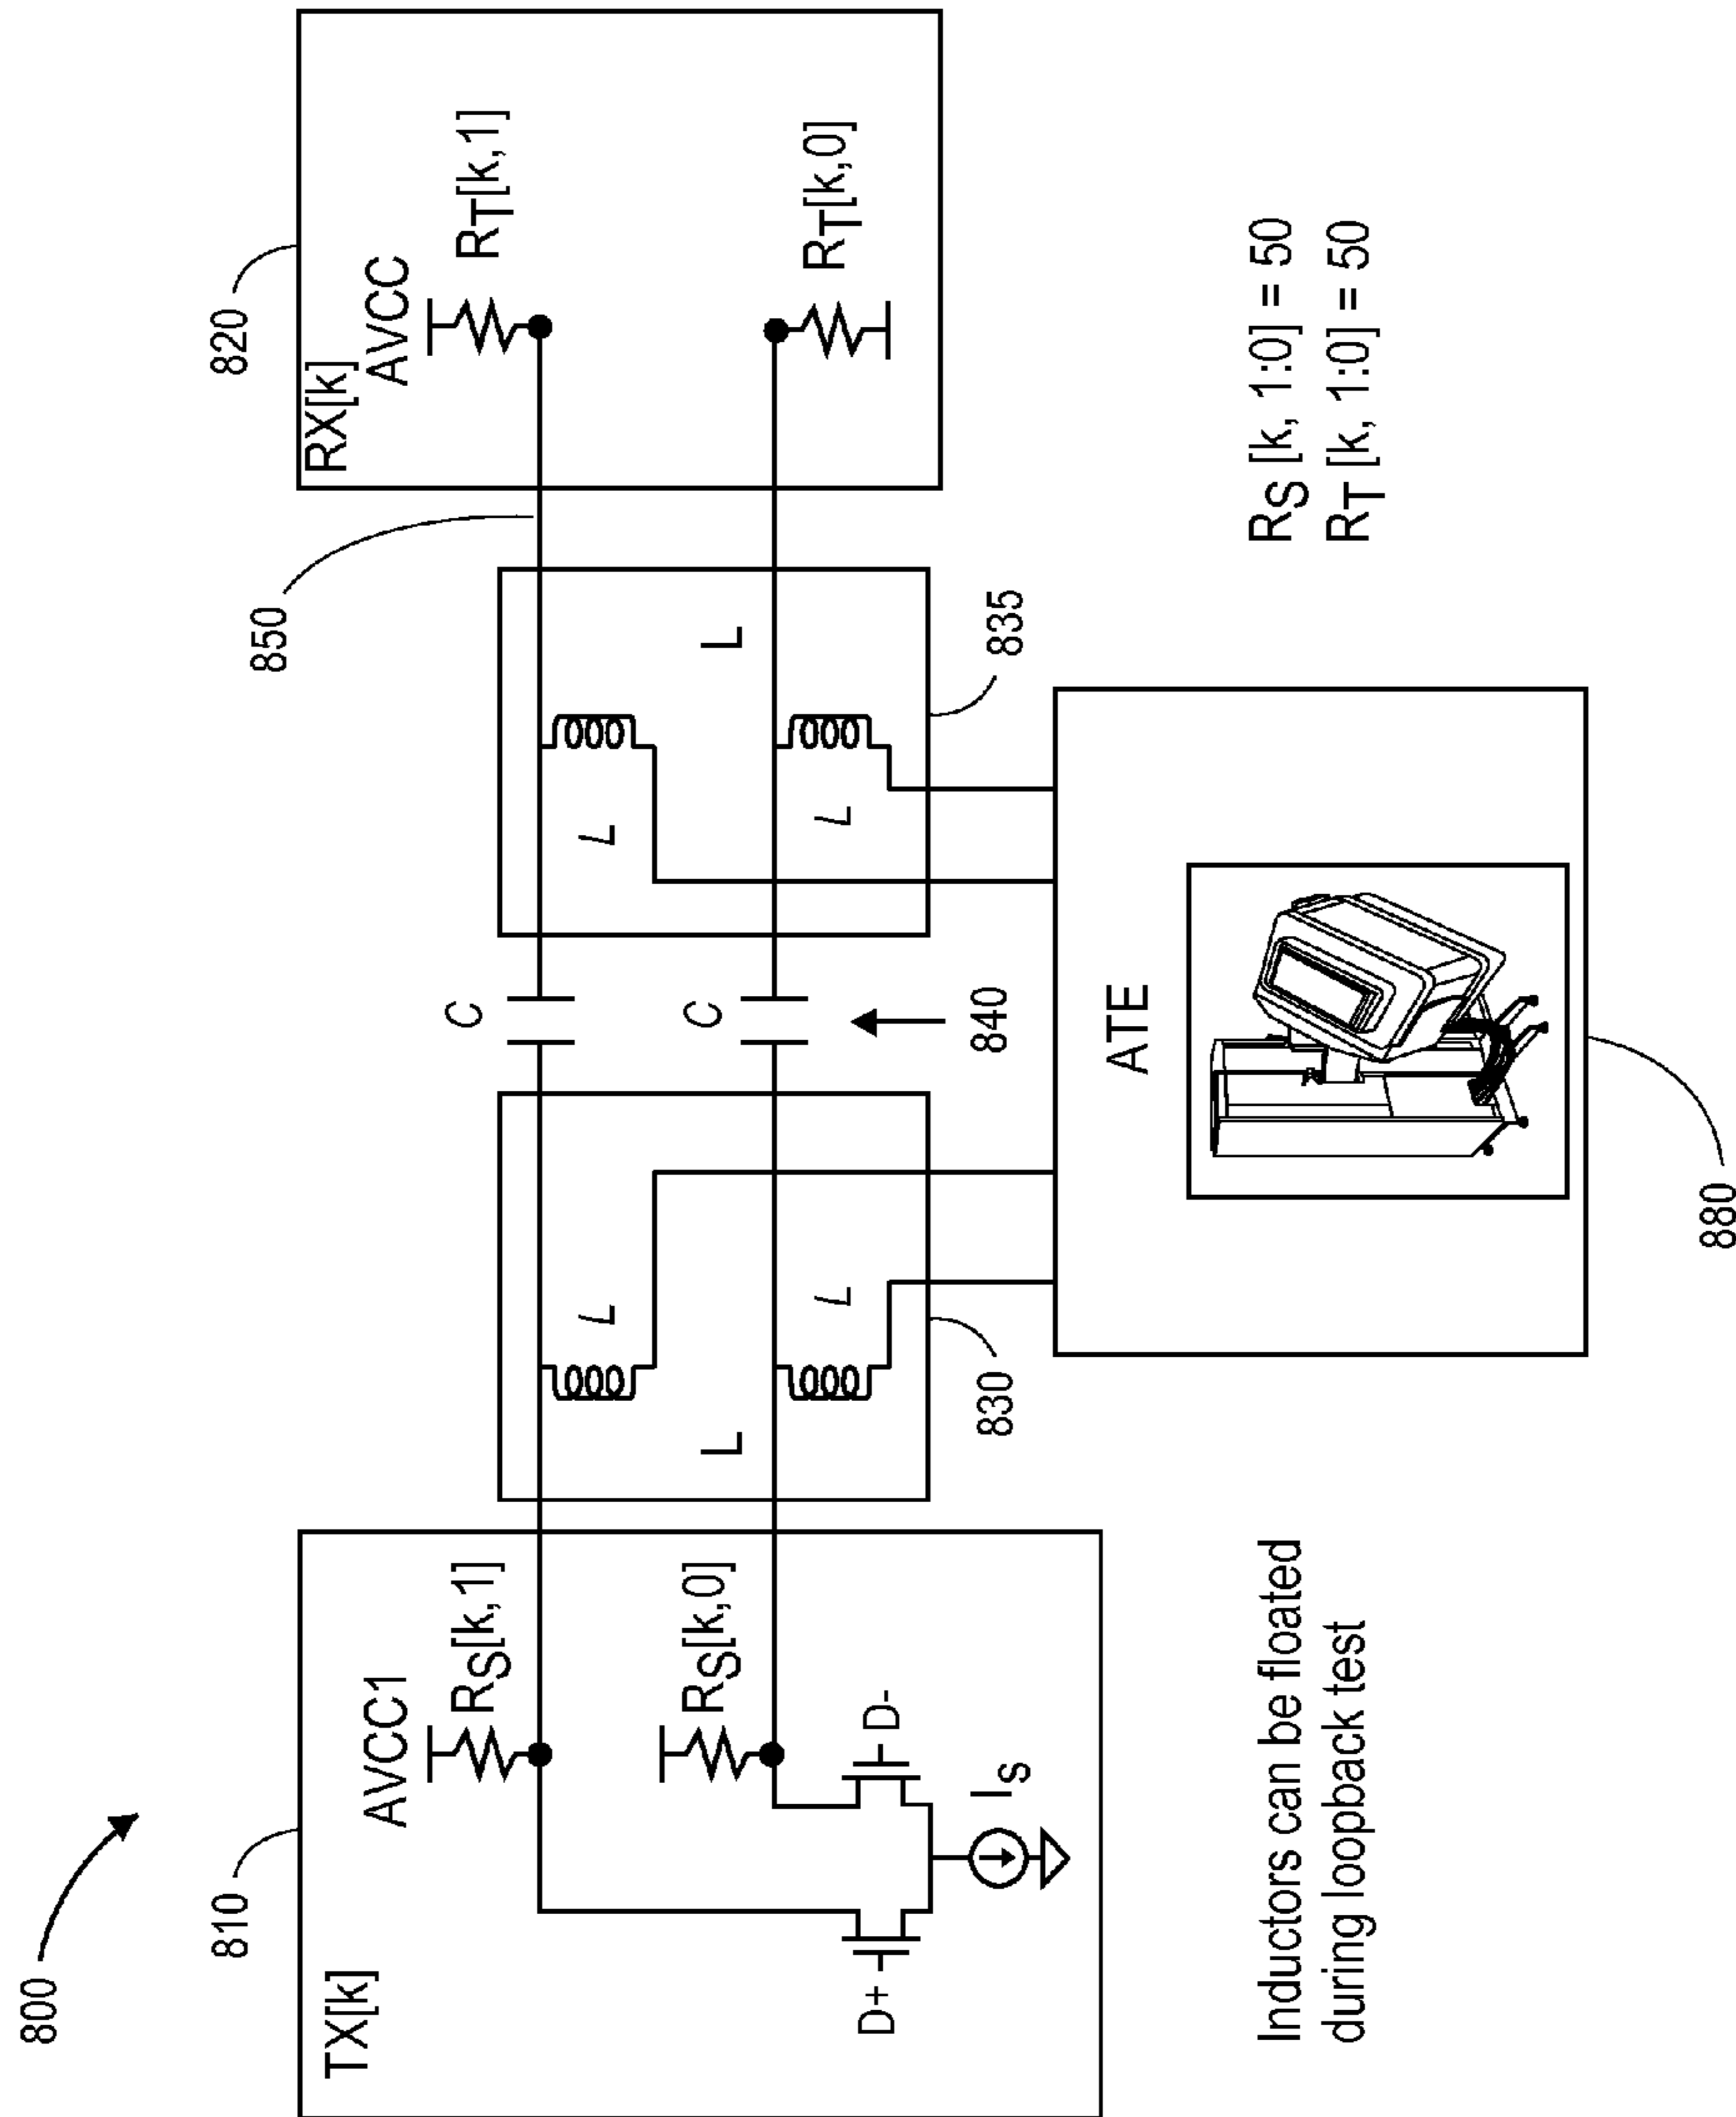 800
810
TX[k]
AVCC1
RS[k,1]
RS[k,0]
D+
D-
IS
Inductors can be floated
during loopback test
830
L
L
L
C
C
840
ATE
880
835
L
L
L
850
820
RX[k]
AVCC
RT[k,1]
RT[k,0]
RS [k, 1:0] = 50
RT [k, 1:0] = 50